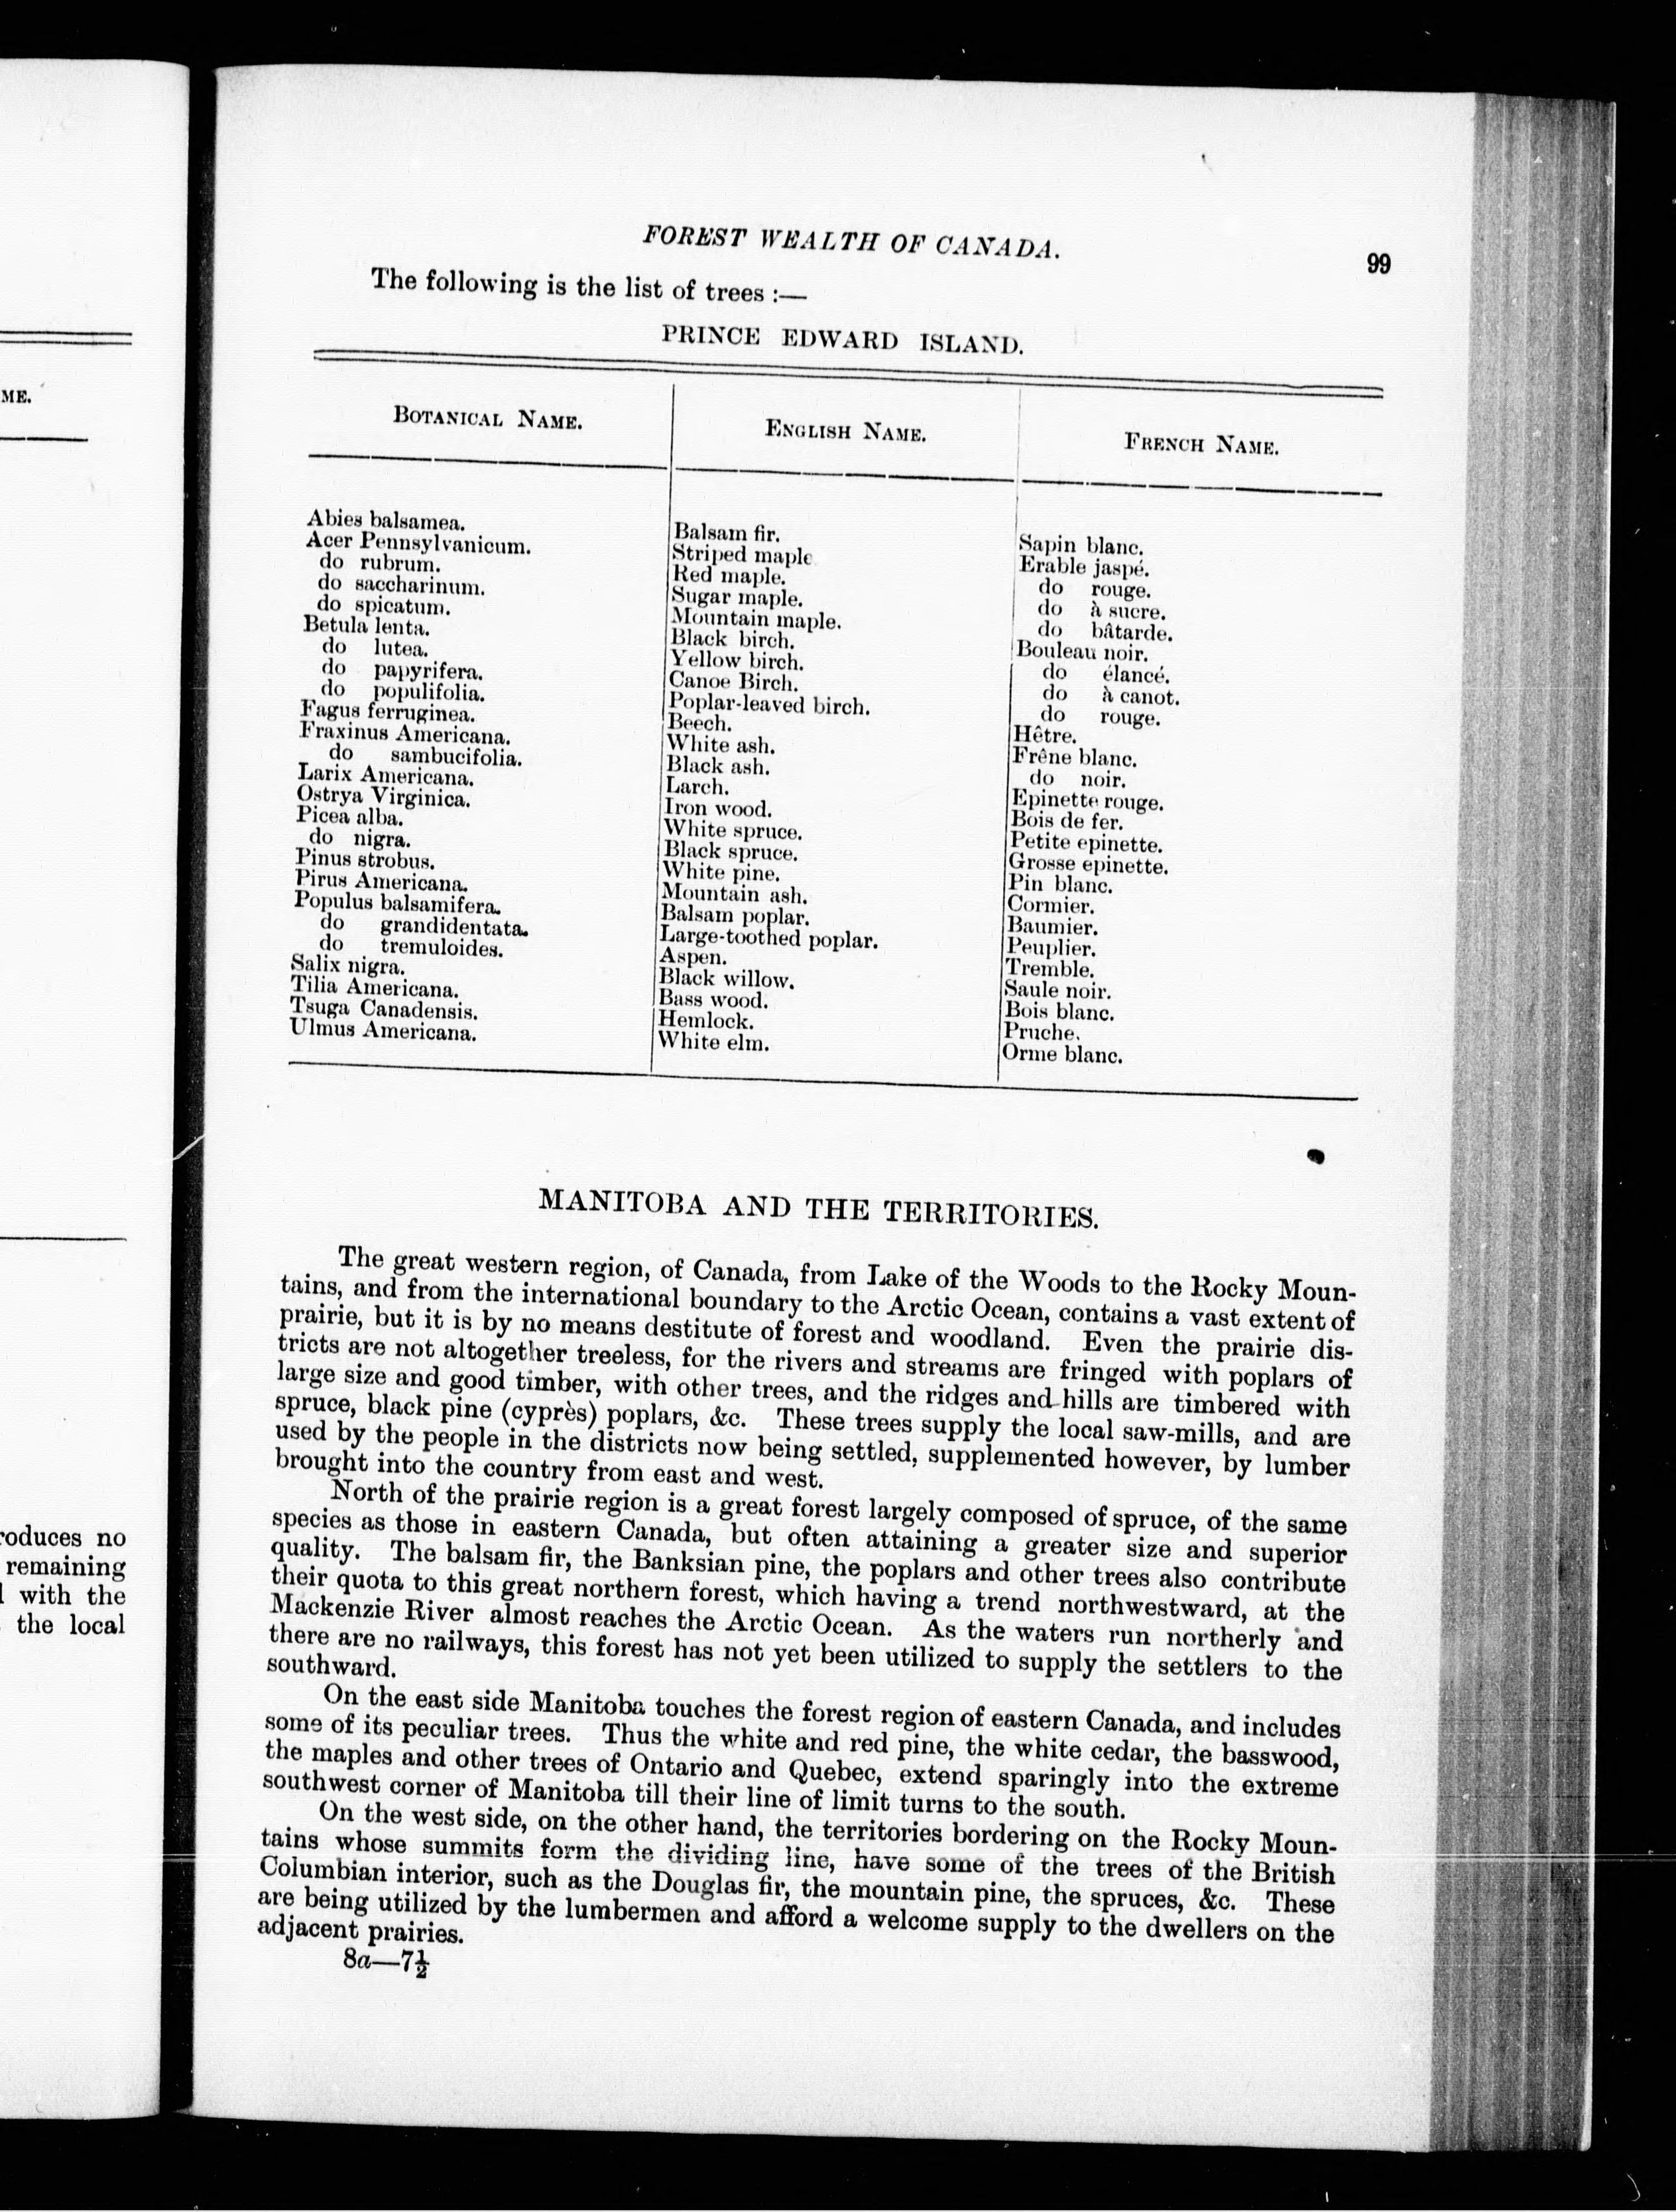 ME.
roduces no
remaining
with the
the local
FOREST WEALTH OF CANADA.
99
The following is the list of trees :—
PRINCE EDWARD ISLAND.
BOTANICAL NAME. ENGLISH NAME. FRENCH NAME.
Abies balsamea. Balsam fir. Sapin blanc.
Acer Pennsylvanicum. Striped maple Erable jaspé.
do rubrum. Red maple. do rouge.
do saccharinum. Sugar maple. do à sucre.
do spicatum. Mountain maple. do bâtarde.
Betula lenta. Black birch. Bouleau noir.
do lutea. Yellow birch. do élancé.
do papyrifera. Canoe Birch. do à canot.
do populifolia. Poplar-leaved birch. do rouge.
Fagus ferruginea. Beech. Hêtre.
Fraxinus Americana. White ash. Frêne blanc.
do sambucifolia. Black ash. do noir.
Larix Americana. Larch. Epinette rouge.
Ostrya Virginica. Iron wood. Bois de fer.
Picea alba. White spruce. Petite epinette.
do nigra. Black spruce. Grosse epinette.
Pinus strobus. White pine. Pin blanc.
Pirus Americana. Mountain ash. Cormier.
Populus balsamifera. Balsam poplar. Baumier.
do grandidentata. Large-toothed poplar. Peuplier.
do tremuloides. Aspen. Tremble.
Salix nigra. Black willow. Saule noir.
Tilia Americana. Bass wood. Bois blanc.
Tsuga Canadensis. Hemlock. Pruche.
Ulmus Americana. White elm. Orme blanc.
MANITOBA AND THE TERRITORIES.
The great western region, of Canada, from Lake of the Woods to the Rocky Moun-
tains, and from the international boundary to the Arctic Ocean, contains a vast extent of
prairie, but it is by no means destitute of forest and woodland. Even the prairie dis-
tricts are not altogether treeless, for the rivers and streams are fringed with poplars of
large size and good timber, with other trees, and the ridges and hills are timbered with
spruce, black pine (cyprès) poplars, &c. These trees supply the local saw-mills, and are
used by the people in the districts now being settled, supplemented however, by lumber
brought into the country from east and west.
North of the prairie region is a great forest largely composed of spruce, of the same
species as those in eastern Canada, but often attaining a greater size and superior
quality. The balsam fir, the Banksian pine, the poplars and other trees also contribute
their quota to this great northern forest, which having a trend northwestward, at the
Mackenzie River almost reaches the Arctic Ocean. As the waters run northerly and
there are no railways, this forest has not yet been utilized to supply the settlers to the
southward.
On the east side Manitoba touches the forest region of eastern Canada, and includes
some of its peculiar trees. Thus the white and red pine, the white cedar, the basswood,
the maples and other trees of Ontario and Quebec, extend sparingly into the extreme
southwest corner of Manitoba till their line of limit turns to the south.
On the west side, on the other hand, the territories bordering on the Rocky Moun-
tains whose summits form the dividing line, have some of the trees of the British
Columbian interior, such as the Douglas fir, the mountain pine, the spruces, &c. These
are being utilized by the lumbermen and afford a welcome supply to the dwellers on the
adjacent prairies.
8a—7½